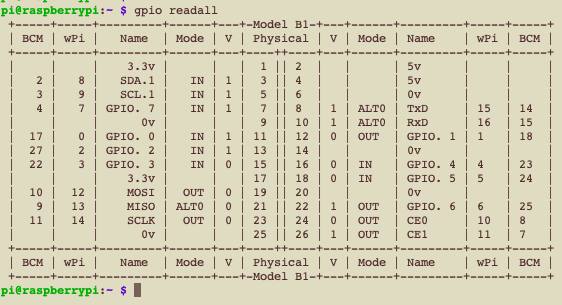 pi@raspberrypi:~ $ gpio readall
+-----+-----+---------+------+---+-Model B1-+---+------+---------+-----+-----+
| BCM | wPi | Name | Mode | V | Physical | V | Mode | Name | wPi | BCM |
+-----+-----+---------+------+---+----++----+---+------+---------+-----+-----+
| | | 3.3v | | | 1 || 2 | | | 5v | | |
| 2 | 8 | SDA.1 | IN | 1 | 3 || 4 | | | 5v | | |
| 3 | 9 | SCL.1 | IN | 1 | 5 || 6 | | | 0v | | |
| 4 | 7 | GPIO. 7 | IN | 1 | 7 || 8 | 1 | ALT0 | TxD | 15 | 14 |
| | | 0v | | | 9 || 10 | 1 | ALT0 | RxD | 16 | 15 |
| 17 | 0 | GPIO. 0 | IN | 1 | 11 || 12 | 0 | OUT | GPIO. 1 | 1 | 18 |
| 27 | 2 | GPIO. 2 | IN | 1 | 13 || 14 | | | 0v | | |
| 22 | 3 | GPIO. 3 | IN | 0 | 15 || 16 | 0 | IN | GPIO. 4 | 4 | 23 |
| | | 3.3v | | | 17 || 18 | 0 | IN | GPIO. 5 | 5 | 24 |
| 10 | 12 | MOSI | OUT | 0 | 19 || 20 | | | 0v | | |
| 9 | 13 | MISO | ALT0 | 0 | 21 || 22 | 1 | OUT | GPIO. 6 | 6 | 25 |
| 11 | 14 | SCLK | OUT | 0 | 23 || 24 | 0 | OUT | CE0 | 10 | 8 |
| | | 0v | | | 25 || 26 | 1 | OUT | CE1 | 11 | 7 |
+-----+-----+---------+------+---+----++----+---+------+---------+-----+-----+
| BCM | wPi | Name | Mode | V | Physical | V | Mode | Name | wPi | BCM |
+-----+-----+---------+------+---+-Model B1-+---+------+---------+-----+-----+
pi@raspberrypi:~ $